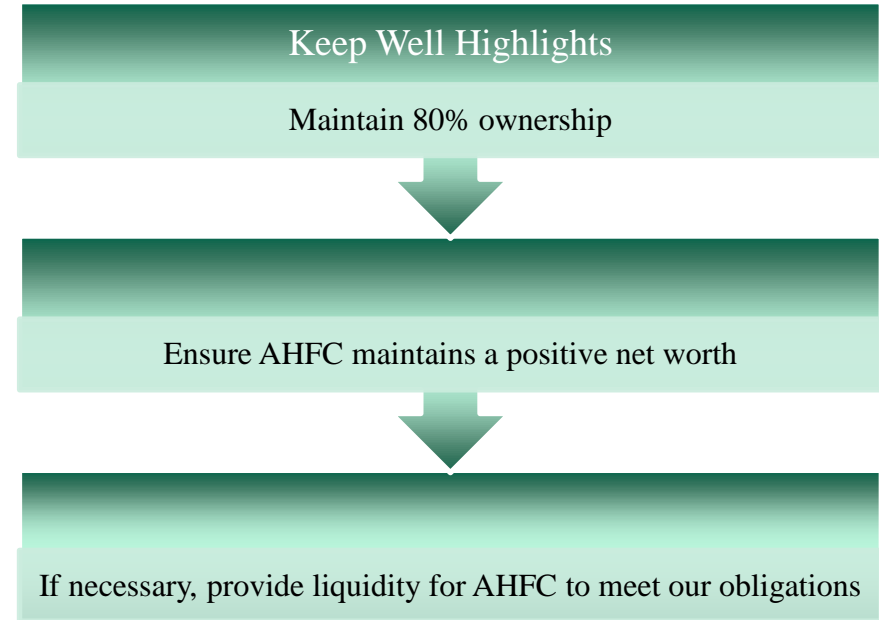 Keep Well Highlights
Maintain 80% ownership
Ensure AHFC maintains a positive net worth
If necessary, provide liquidity for AHFC to meet our obligations